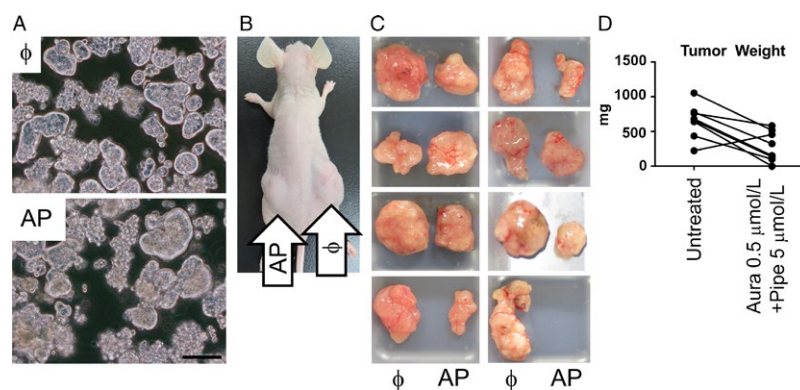 A
ϕ
AP
B
AP
ϕ
C
ϕ AP ϕ AP
D
Tumor Weight
mg
1500
1000
500
0
Untreated
Aura 0.5 μmol/L
+Pipe 5 μmol/L